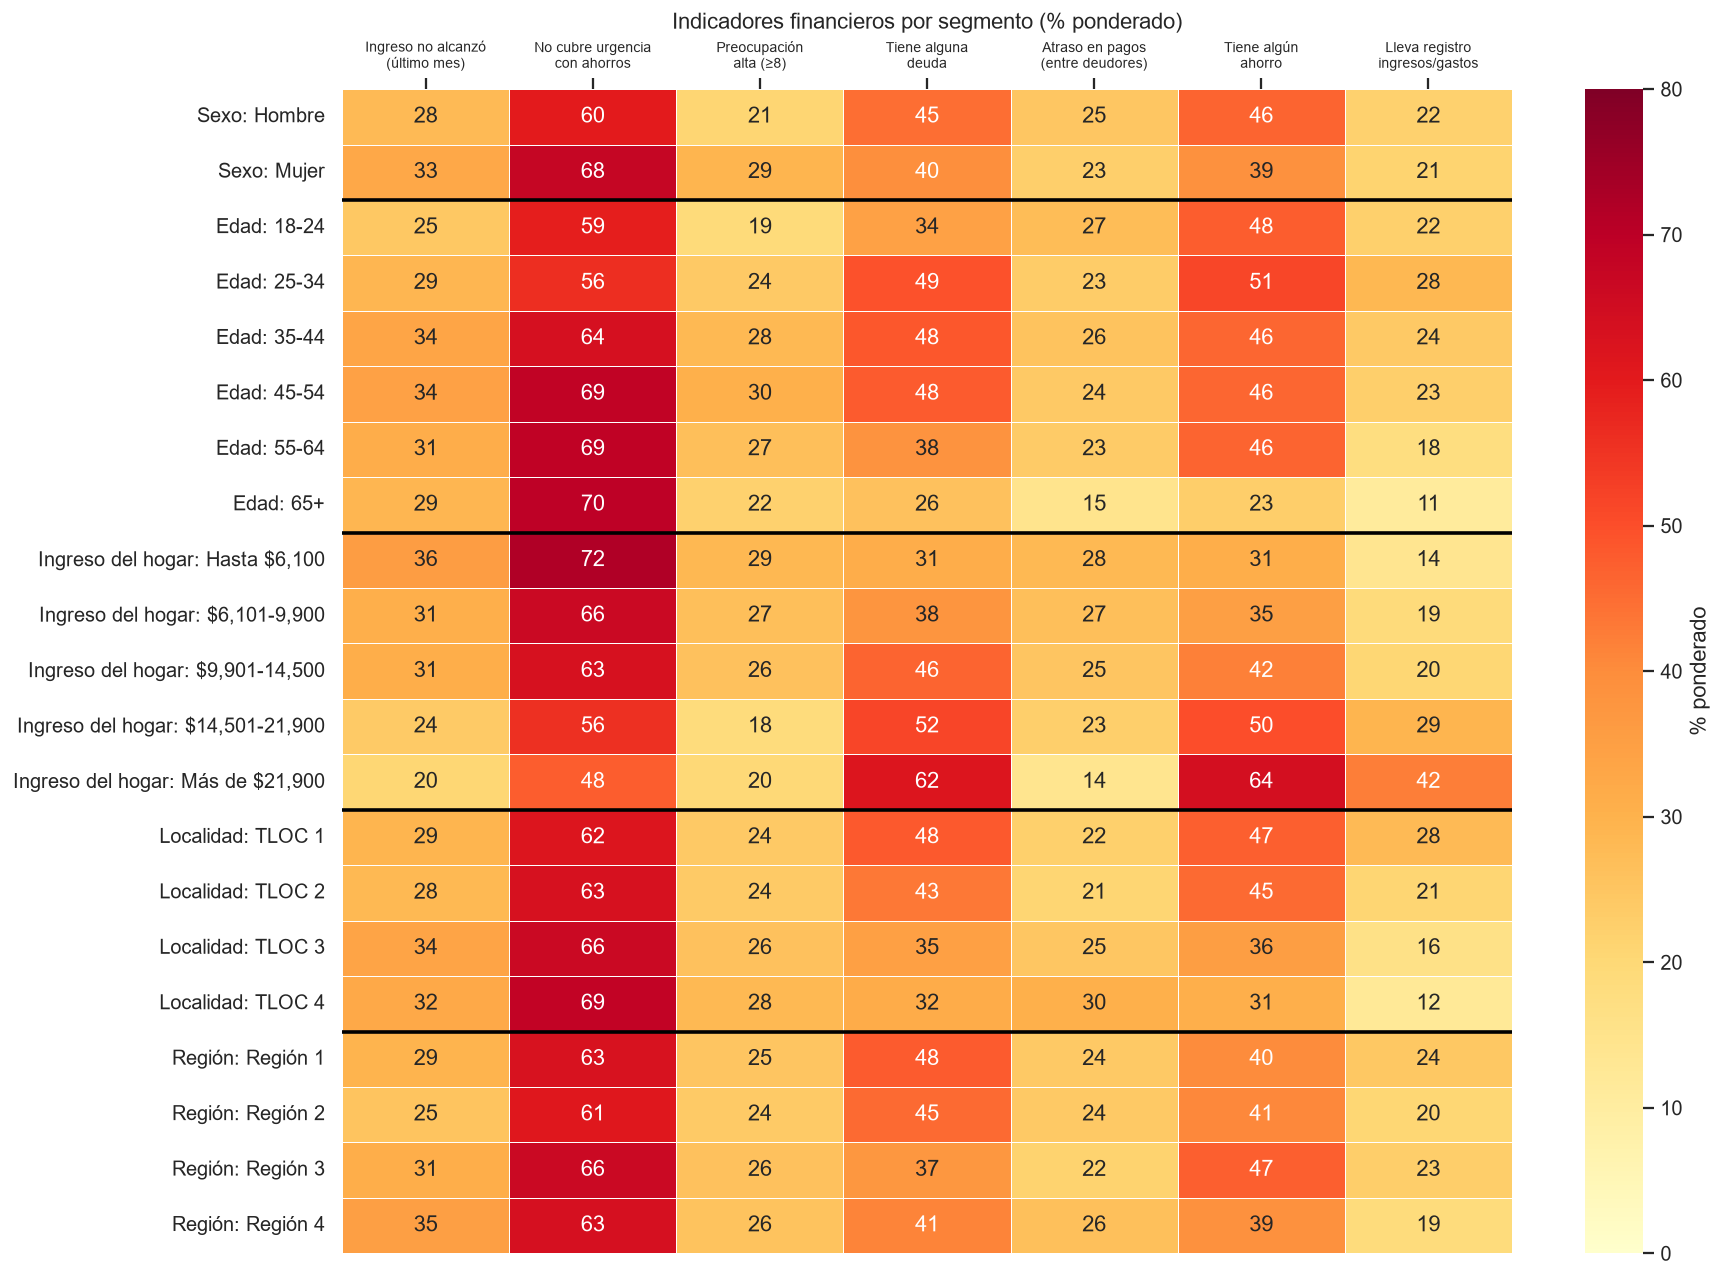 Indicadores financieros por segmento (% ponderado)
Ingreso no alcanzó (último mes)
No cubre urgencia con ahorros
Preocupación alta (≥8)
Tiene alguna deuda
Atraso en pagos (entre deudores)
Tiene algún ahorro
Lleva registro ingresos/gastos
Sexo: Hombre 28 60 21 45 25 46 22
Sexo: Mujer 33 68 29 40 23 39 21
Edad: 18-24 25 59 19 34 27 48 22
Edad: 25-34 29 56 24 49 23 51 28
Edad: 35-44 34 64 28 48 26 46 24
Edad: 45-54 34 69 30 48 24 46 23
Edad: 55-64 31 69 27 38 23 46 18
Edad: 65+ 29 70 22 26 15 23 11
Ingreso del hogar: Hasta $6,100 36 72 29 31 28 31 14
Ingreso del hogar: $6,101-9,900 31 66 27 38 27 35 19
Ingreso del hogar: $9,901-14,500 31 63 26 46 25 42 20
Ingreso del hogar: $14,501-21,900 24 56 18 52 23 50 29
Ingreso del hogar: Más de $21,900 20 48 20 62 14 64 42
Localidad: TLOC 1 29 62 24 48 22 47 28
Localidad: TLOC 2 28 63 24 43 21 45 21
Localidad: TLOC 3 34 66 26 35 25 36 16
Localidad: TLOC 4 32 69 28 32 30 31 12
Región: Región 1 29 63 25 48 24 40 24
Región: Región 2 25 61 24 45 24 41 20
Región: Región 3 31 66 26 37 22 47 23
Región: Región 4 35 63 26 41 26 39 19
80
70
60
50
40
30
20
10
0
% ponderado